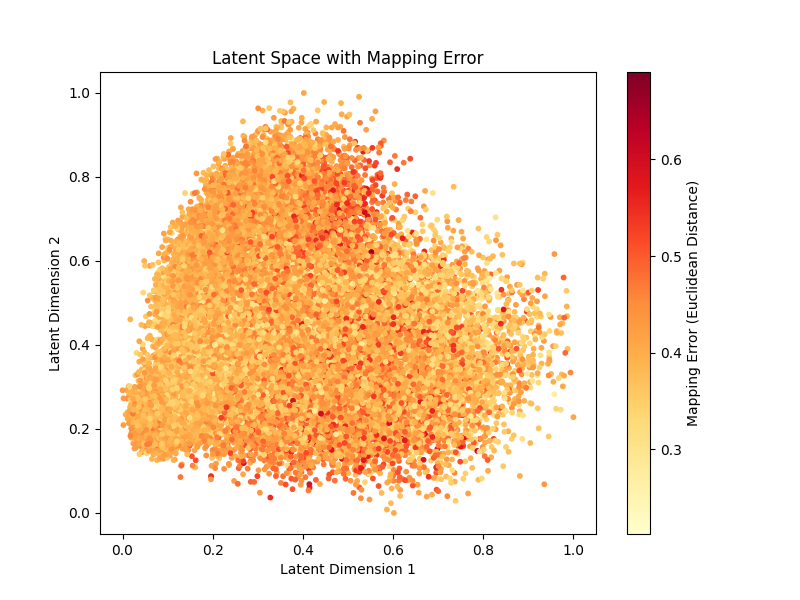 Latent Space with Mapping Error
1.0
0.8
0.6
0.4
0.2
0.0
Latent Dimension 2
0.0 0.2 0.4 0.6 0.8 1.0
Latent Dimension 1
0.6
0.5
0.4
0.3
Mapping Error (Euclidean Distance)